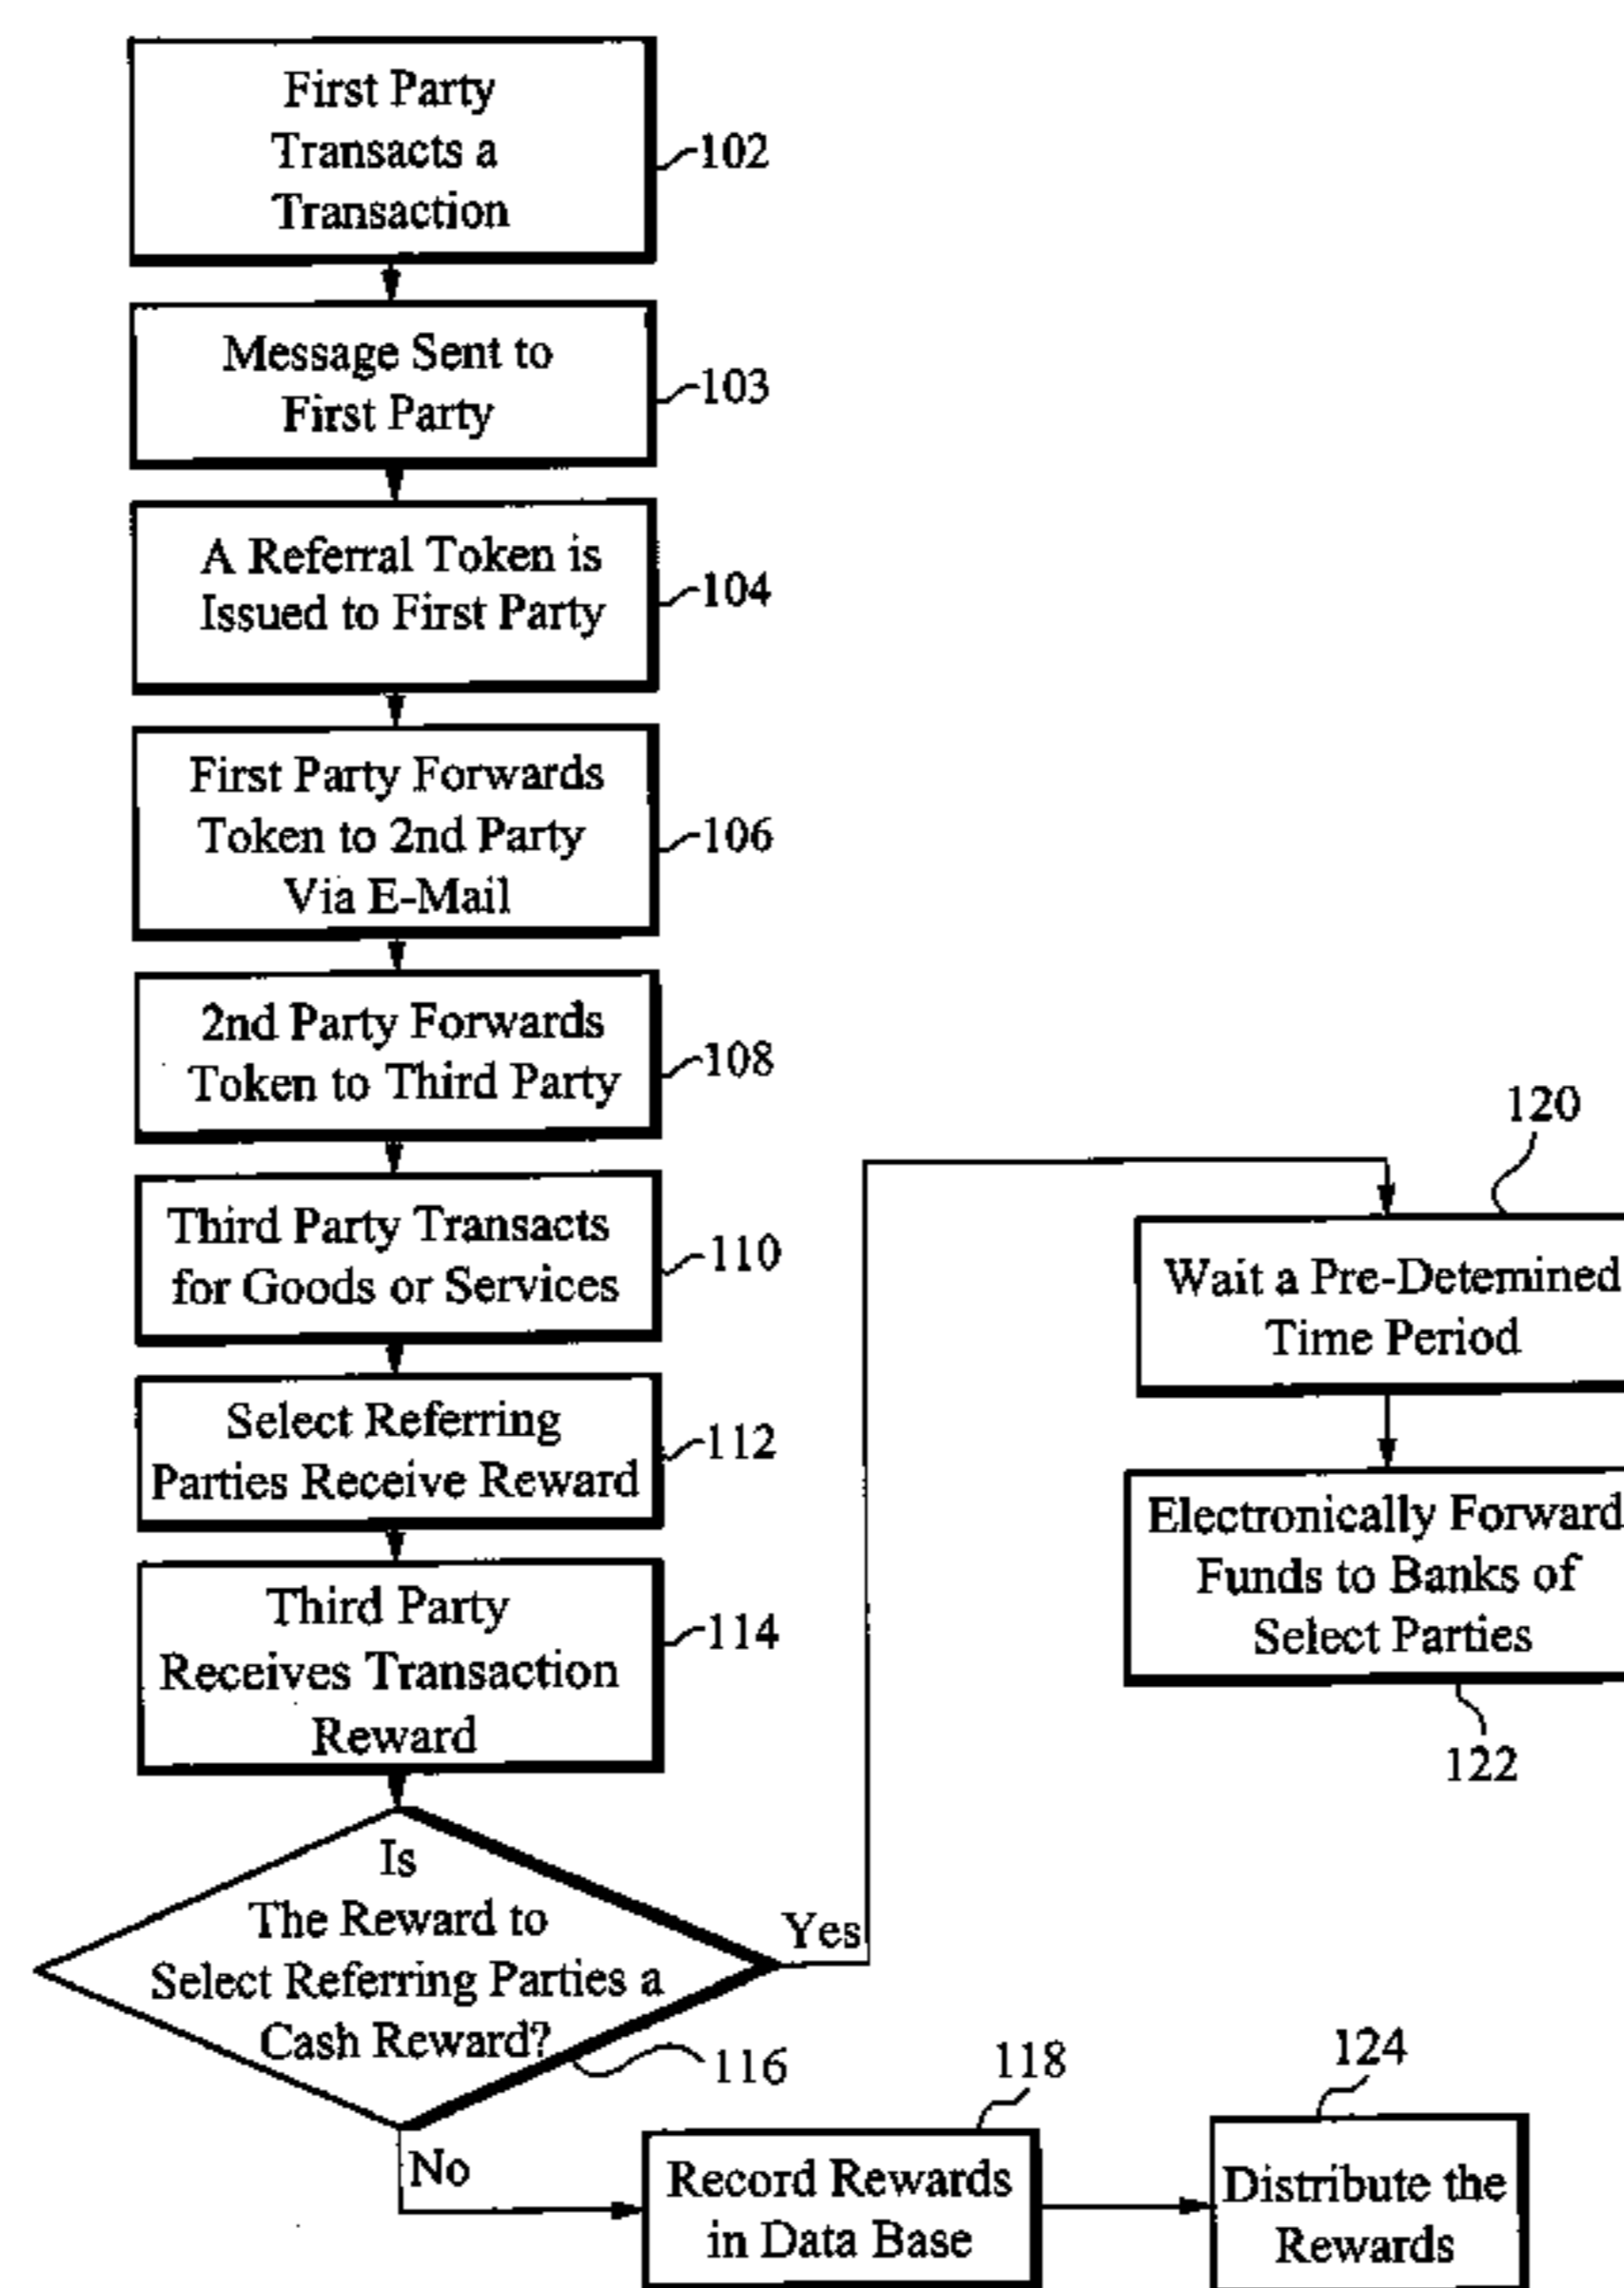 First Party
Transacts a
Transaction
102
Message Sent to
First Party
103
A Referral Token is
Issued to First Party
104
First Party Forwards
Token to 2nd Party
Via E-Mail
106
2nd Party Forwards
Token to Third Party
108
Third Party Transacts
for Goods or Services
110
Select Referring
Parties Receive Reward
112
Third Party
Receives Transaction
Reward
114
Is
The Reward to
Select Referring Parties a
Cash Reward?
116
Yes
120
Wait a Pre-Detemined
Time Period
Electronically Forward
Funds to Banks of
Select Parties
122
No
118
Record Rewards
in Data Base
124
Distribute the
Rewards